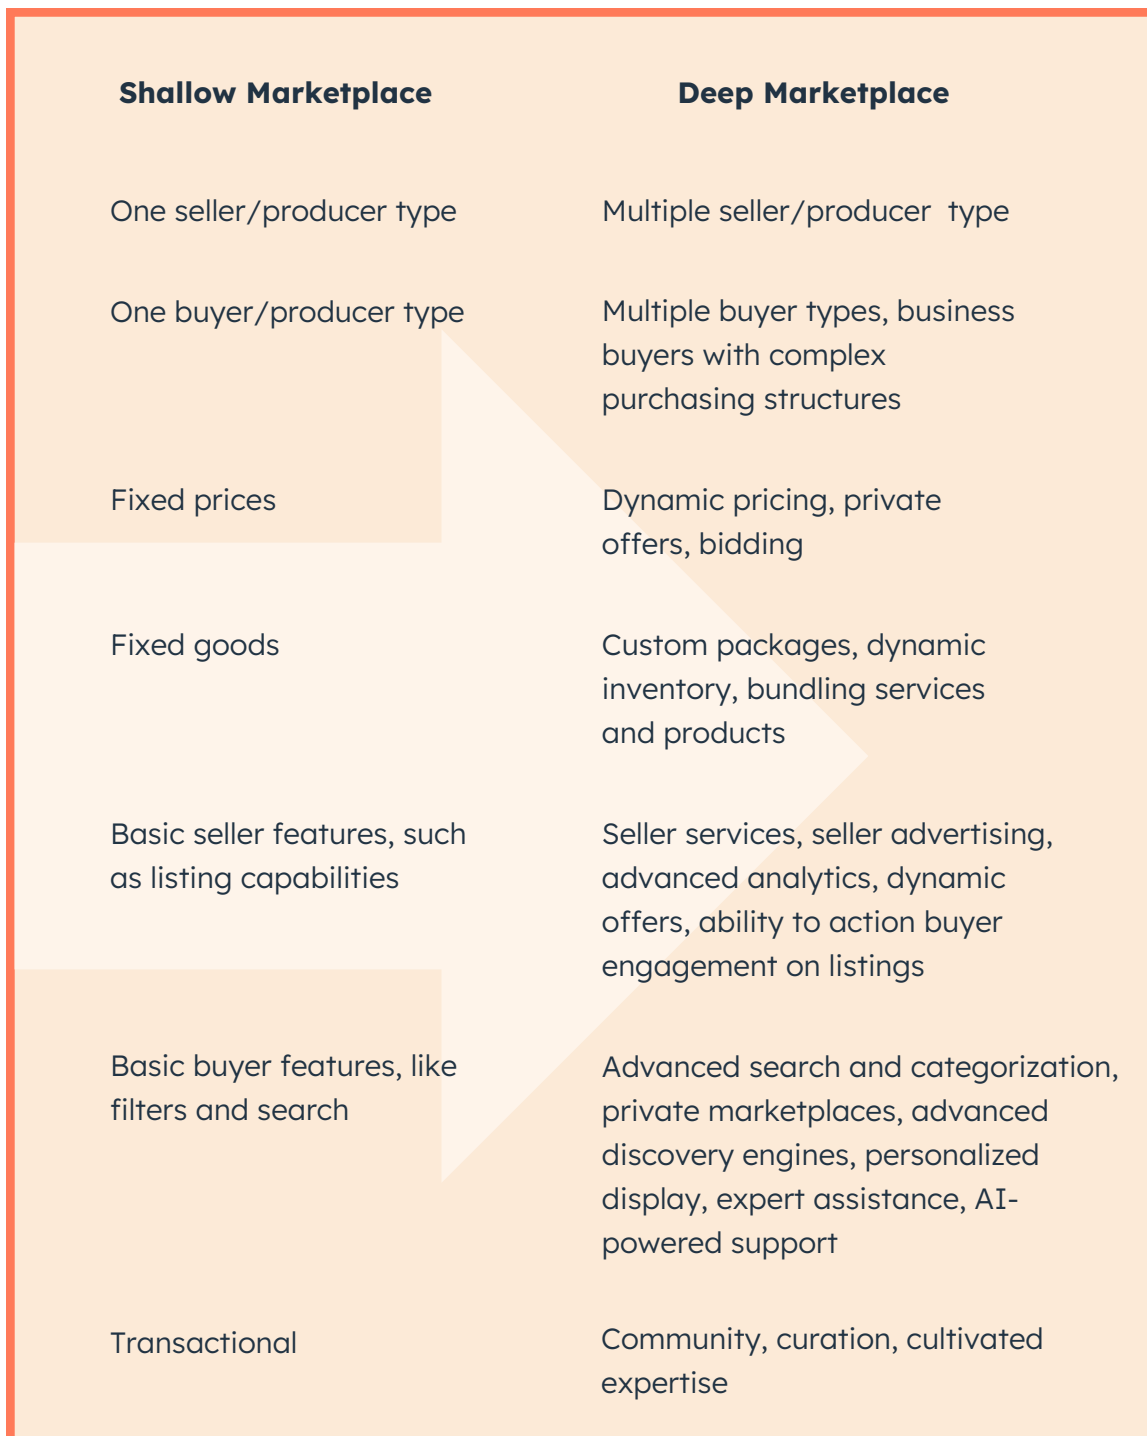 Shallow Marketplace
Deep Marketplace
One seller/producer type
Multiple seller/producer  type
One buyer/producer type
Multiple buyer types, business
buyers with complex
purchasing structures
Fixed prices
Dynamic pricing, private
offers, bidding
Fixed goods
Custom packages, dynamic
inventory, bundling services
and products
Basic seller features, such
as listing capabilities
Seller services, seller advertising,
advanced analytics, dynamic
offers, ability to action buyer
engagement on listings
Basic buyer features, like
filters and search
Advanced search and categorization,
private marketplaces, advanced
discovery engines, personalized
display, expert assistance, AI-
powered support
Transactional
Community, curation, cultivated
expertise